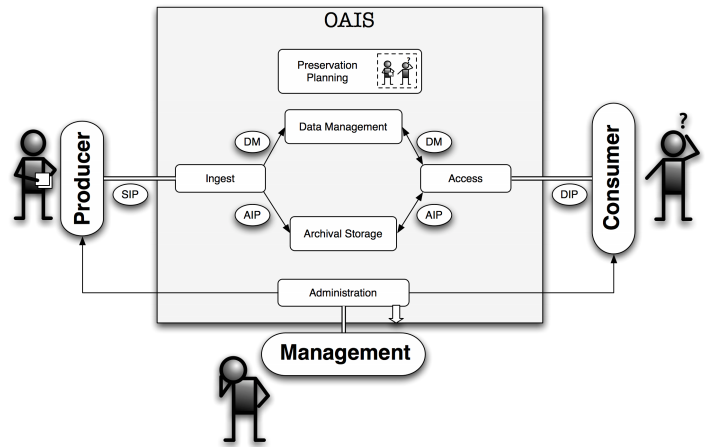 OAIS
Preservation
Planning
?
Data Management
DM
DM
Producer
SIP
Ingest
Access
DIP
Consumer
?
AIP
AIP
Archival Storage
Administration
Management